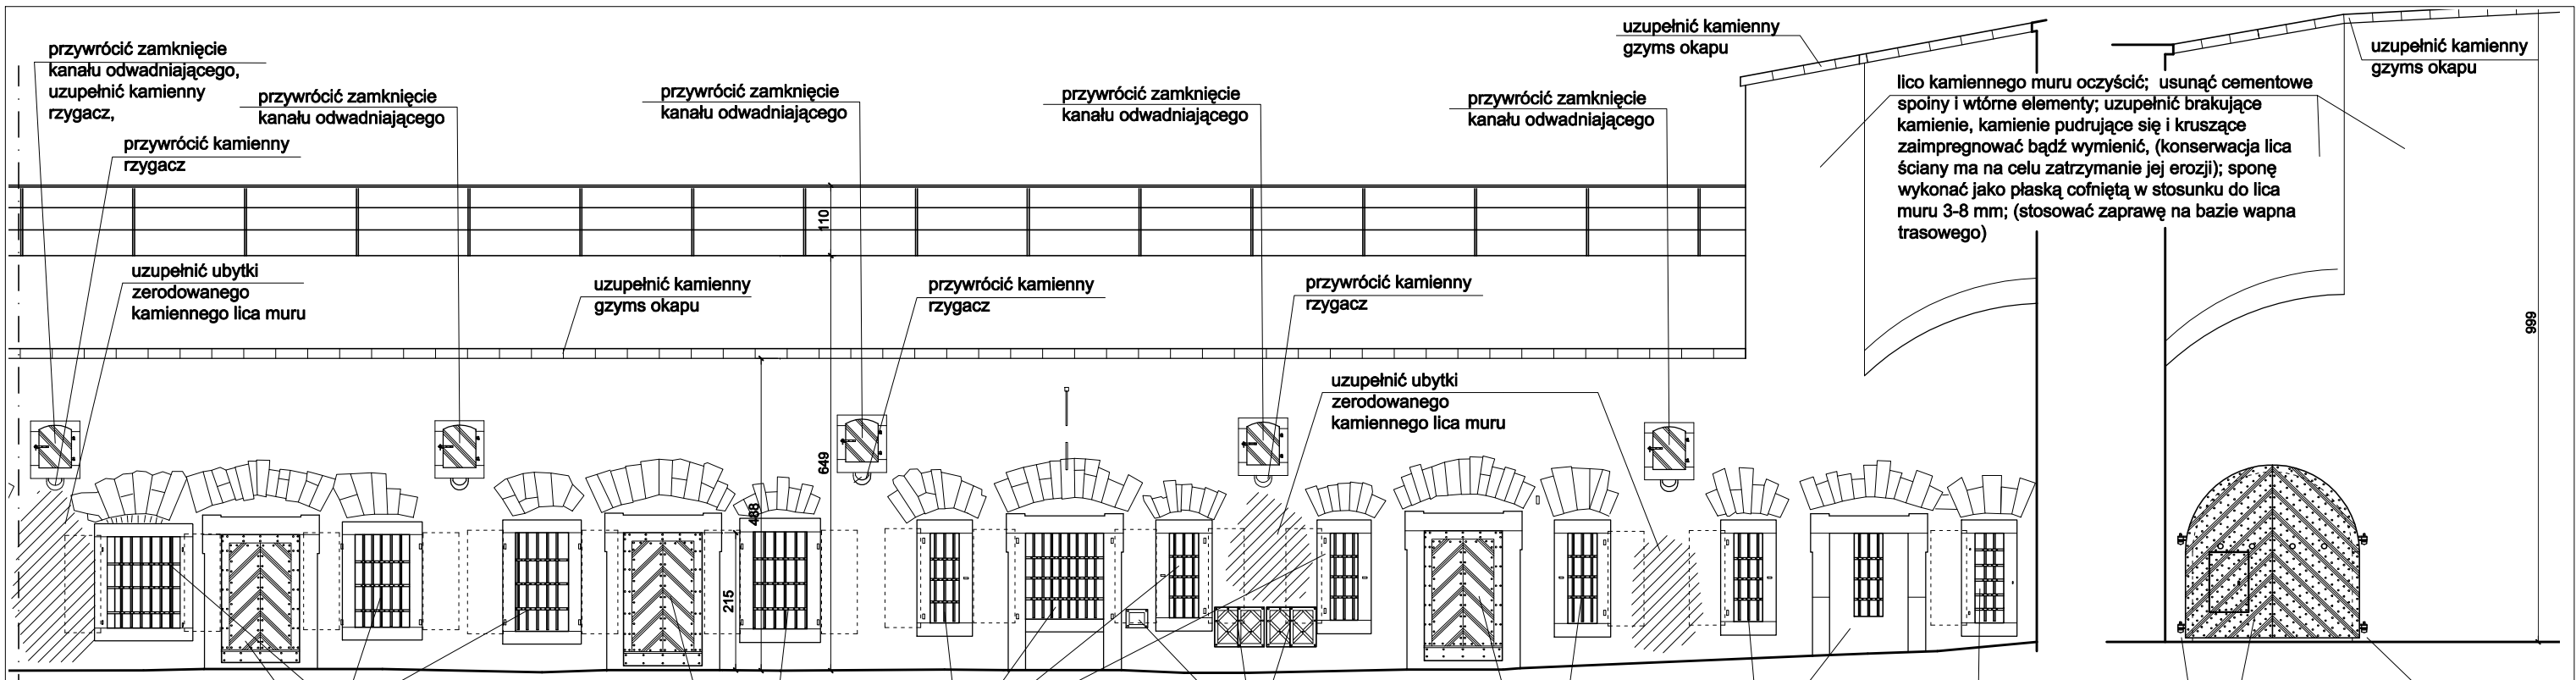 przywrócić zamknięcie
kanału odwadniającego,
uzupełnić kamienny
rzygacz,
przywrócić kamienny
rzygacz
przywrócić zamknięcie
kanału odwadniającego
przywrócić zamknięcie
kanału odwadniającego
przywrócić zamknięcie
kanału odwadniającego
przywrócić zamknięcie
kanału odwadniającego
uzupełnić kamienny
gzyms okapu
uzupełnić kamienny
gzyms okapu
lico kamiennego muru oczyścić; usunąć cementowe
spoiny i wtórne elementy; uzupełnić brakujące
kamienie, kamienie pudrujące się i kruszące
zaimpregnować bądź wymienić, (konserwacja lica
ściany ma na celu zatrzymanie jej erozji); sponę
wykonać jako płaską cofniętą w stosunku do lica
muru 3-8 mm; (stosować zaprawę na bazie wapna
trasowego)
110
uzupełnić ubytki
zerodowanego
kamiennego lica muru
uzupełnić kamienny
gzyms okapu
przywrócić kamienny
rzygacz
przywrócić kamienny
rzygacz
999
uzupełnić ubytki
zerodowanego
kamiennego lica muru
649
488
215